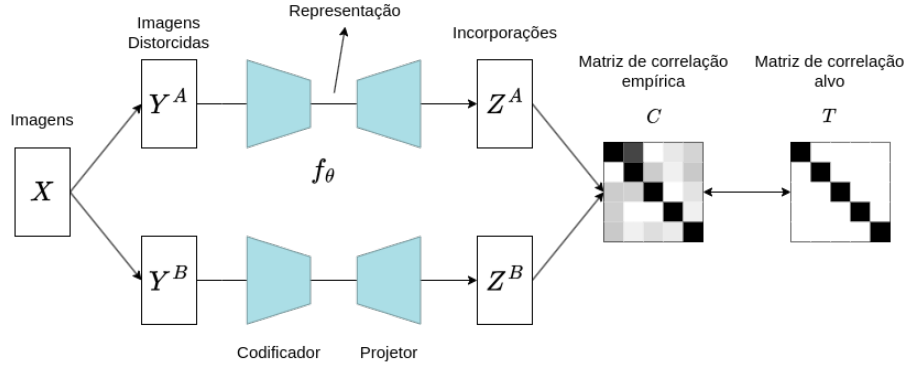 Representação
Imagens
Distorcidas
Incorporações
Matriz de correlação
empírica
Matriz de correlação
alvo
Imagens
Y^A
Z^A
C
T
X
f_θ
Y^B
Z^B
Codificador
Projetor